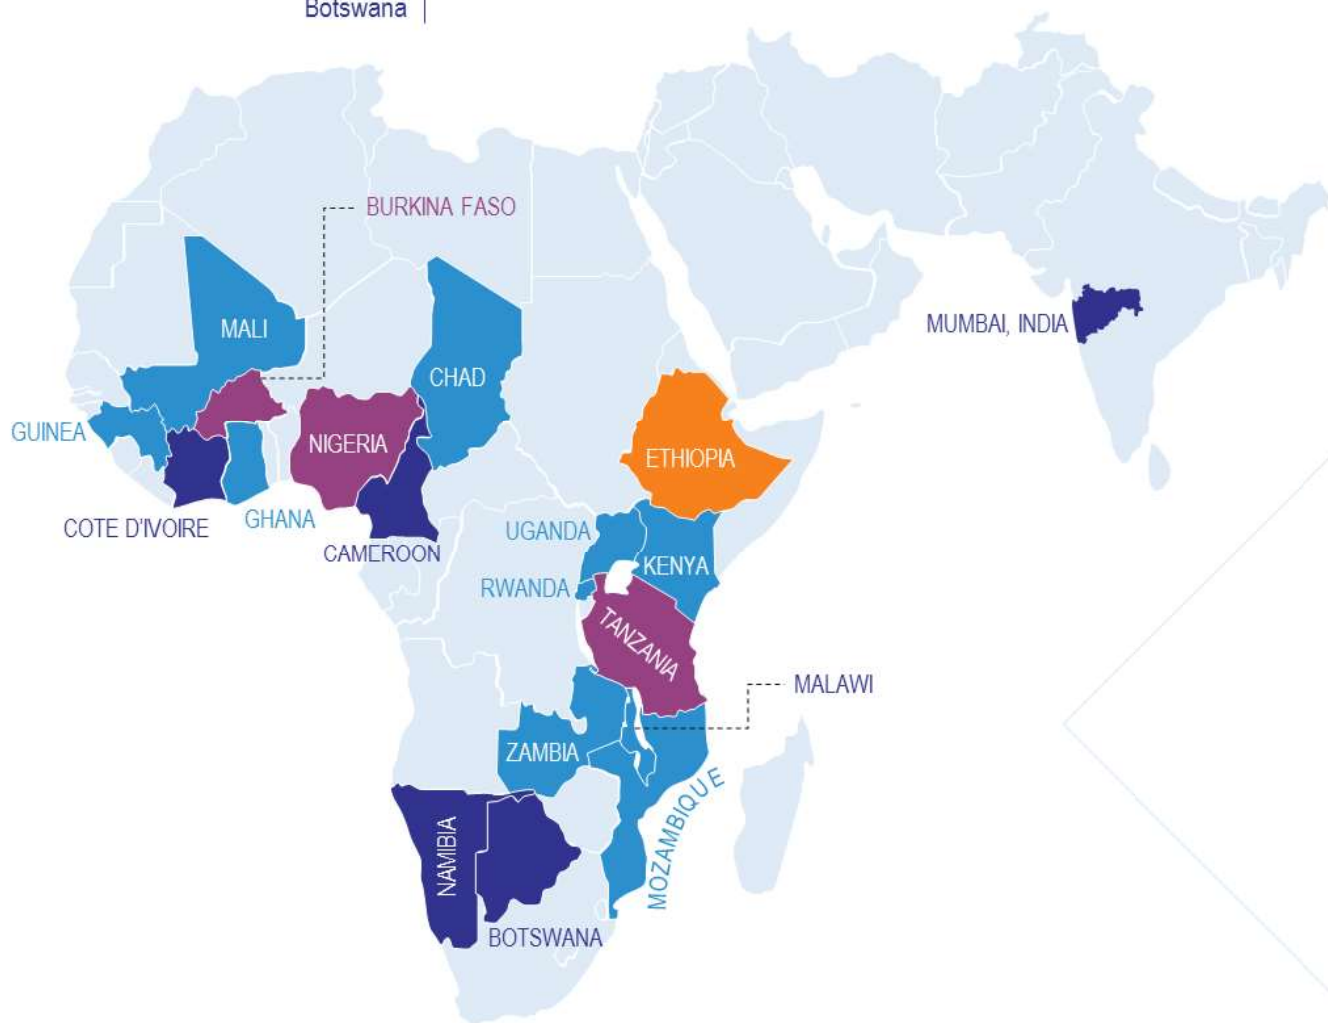 Botswana
BURKINA FASO
MALI
CHAD
MUMBAI, INDIA
GUINEA
NIGERIA
ETHIOPIA
COTE D'IVOIRE
GHANA
CAMEROON
UGANDA
KENYA
RWANDA
TANZANIA
MALAWI
ZAMBIA
MOZAMBIQUE
NAMIBIA
BOTSWANA